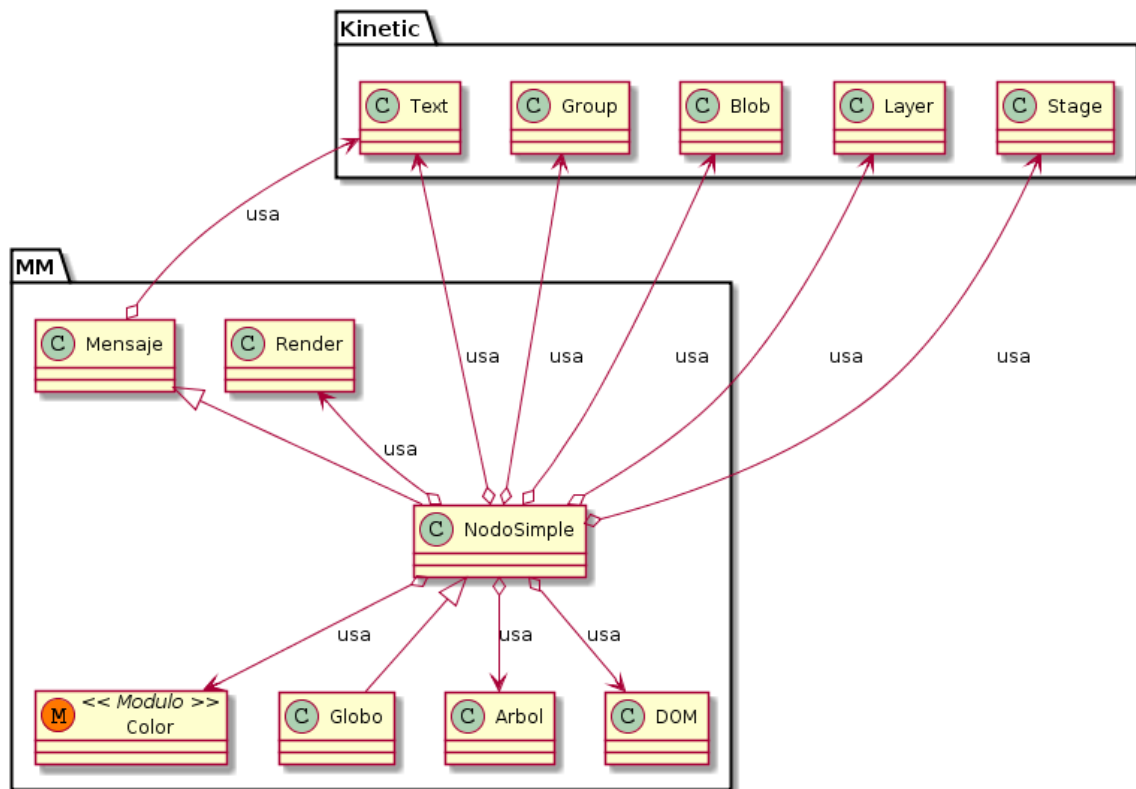 Kinetic
C Text
C Group
C Blob
C Layer
C Stage
usa
MM
C Mensaje
C Render
usa
usa
usa
usa
usa
usa
C NodoSimple
usa
usa
usa
M << Modulo >>
Color
C Globo
C Arbol
C DOM